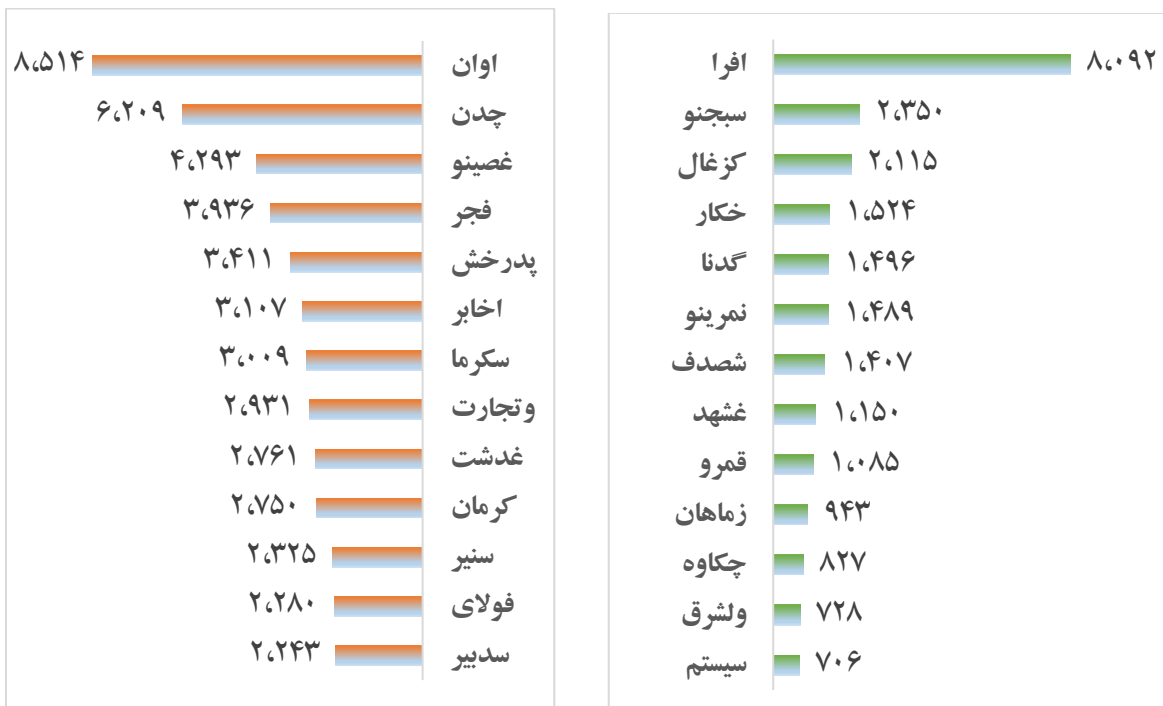 افرا ۸،۰۹۲
سبجنو ۲،۳۵۰
کزغال ۲،۱۱۵
خکار ۱،۵۲۴
گدنا ۱،۴۹۶
نمرینو ۱،۴۸۹
شصدف ۱،۴۰۷
غشهد ۱،۱۵۰
قمرو ۱،۰۸۵
زماهان ۹۴۳
چکاوه ۸۲۷
ولشرق ۷۲۸
سیستم ۷۰۶
۸،۵۱۴ اوان
۶،۲۰۹ چدن
۴،۲۹۳ غصینو
۳،۹۳۶ فجر
۳،۴۱۱ پدرخش
۳،۱۰۷ اخابر
۳،۰۰۹ سکرما
۲،۹۳۱ وتجارت
۲،۷۶۱ غدشت
۲،۷۵۰ کرمان
۲،۳۲۵ سنیر
۲،۲۸۰ فولای
۲،۲۴۳ سدبیر